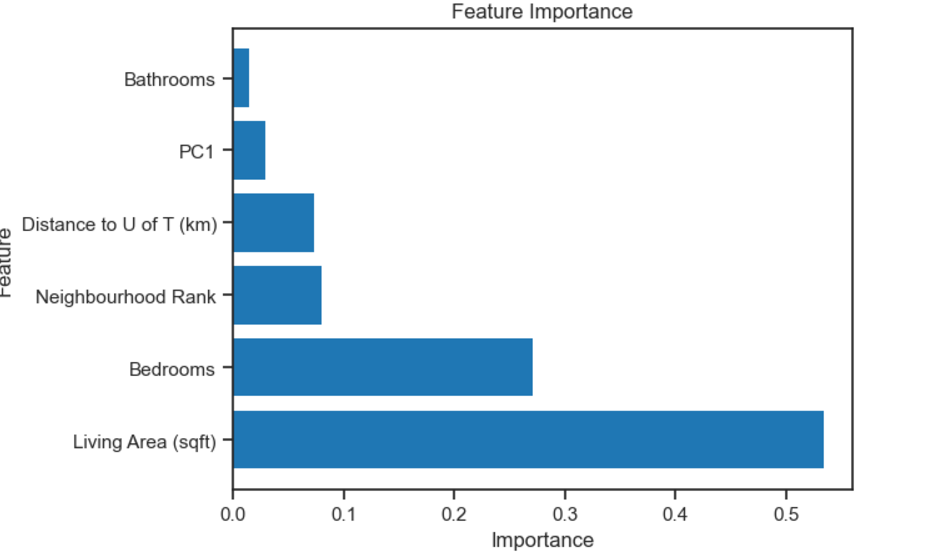 Feature Importance
Bathrooms
PC1
Distance to U of T (km)
Neighbourhood Rank
Bedrooms
Living Area (sqft)
Feature
0.0 0.1 0.2 0.3 0.4 0.5
Importance